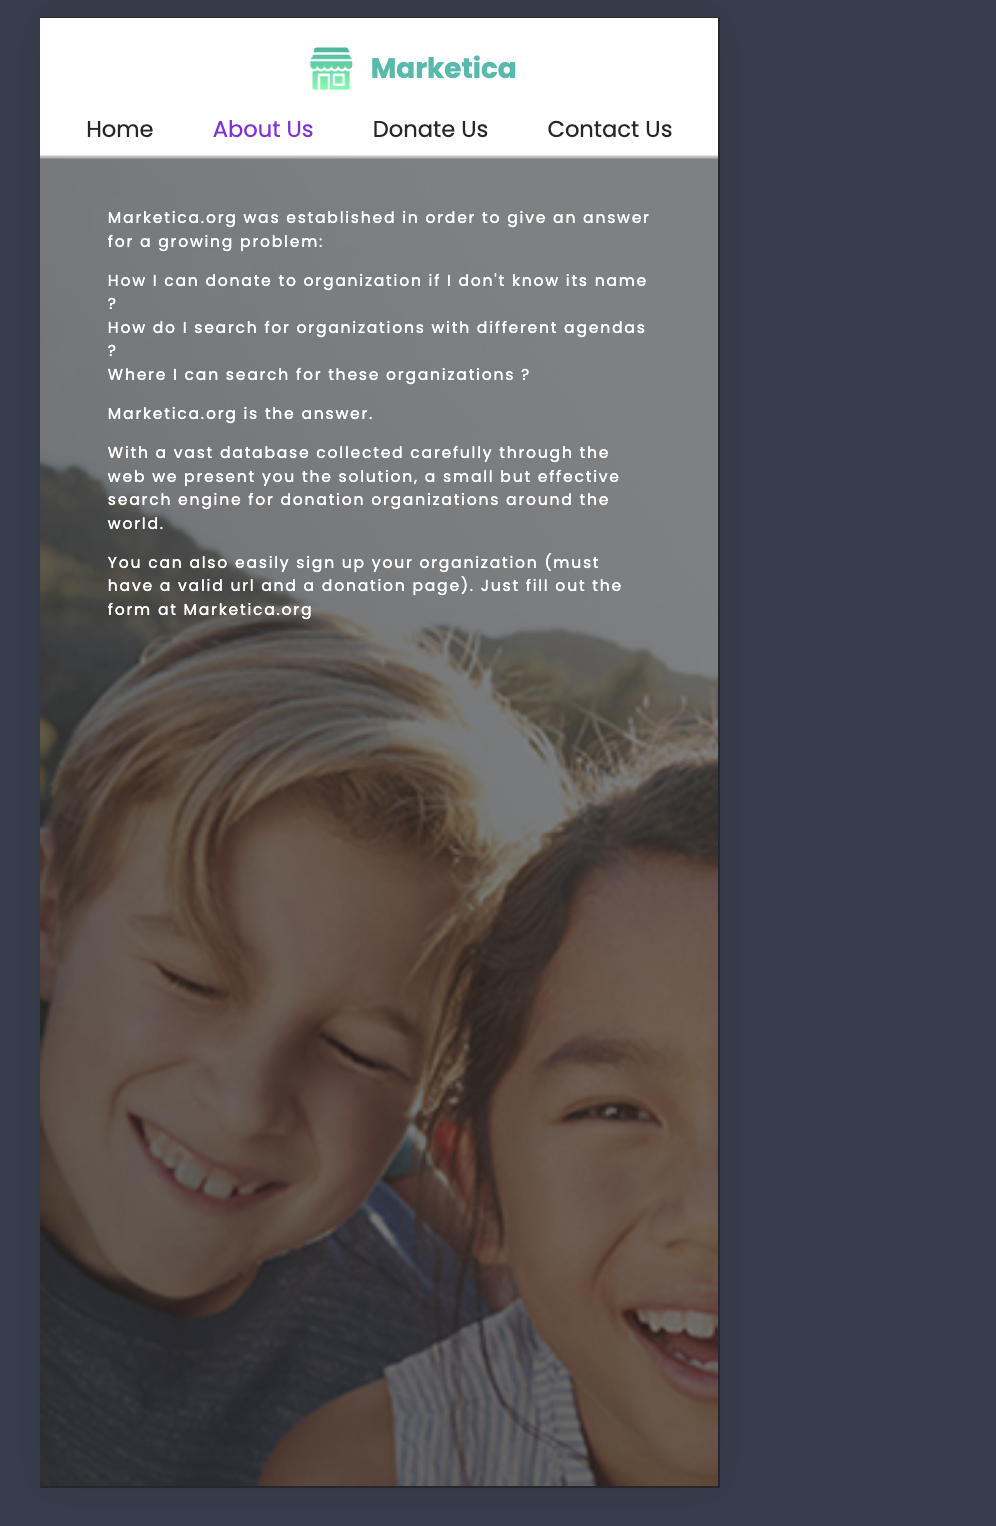 Marketica
Home About Us Donate Us Contact Us
Marketica.org was established in order to give an answer
for a growing problem:
How I can donate to organization if I don't know its name
?
How do I search for organizations with different agendas
?
Where I can search for these organizations ?
Marketica.org is the answer.
With a vast database collected carefully through the
web we present you the solution, a small but effective
search engine for donation organizations around the
world.
You can also easily sign up your organization (must
have a valid url and a donation page). Just fill out the
form at Marketica.org